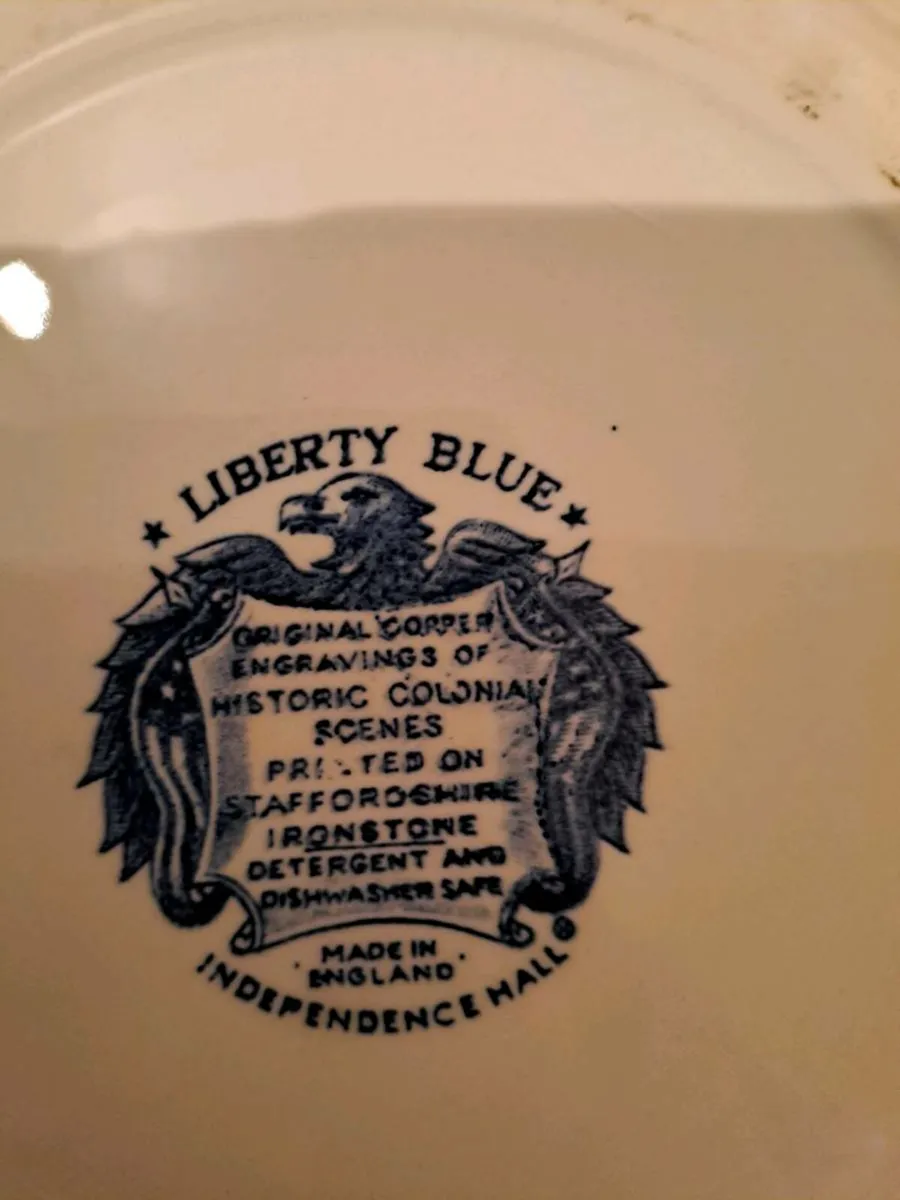 ★ LIBERTY BLUE ★
ORIGINAL COPPER
ENGRAVINGS OF
HISTORIC COLONIAL
SCENES
PRINTED ON
STAFFORDSHIRE
IRONSTONE
DETERGENT AND
DISHWASHER SAFE
MADE IN
ENGLAND
INDEPENDENCE HALL ®